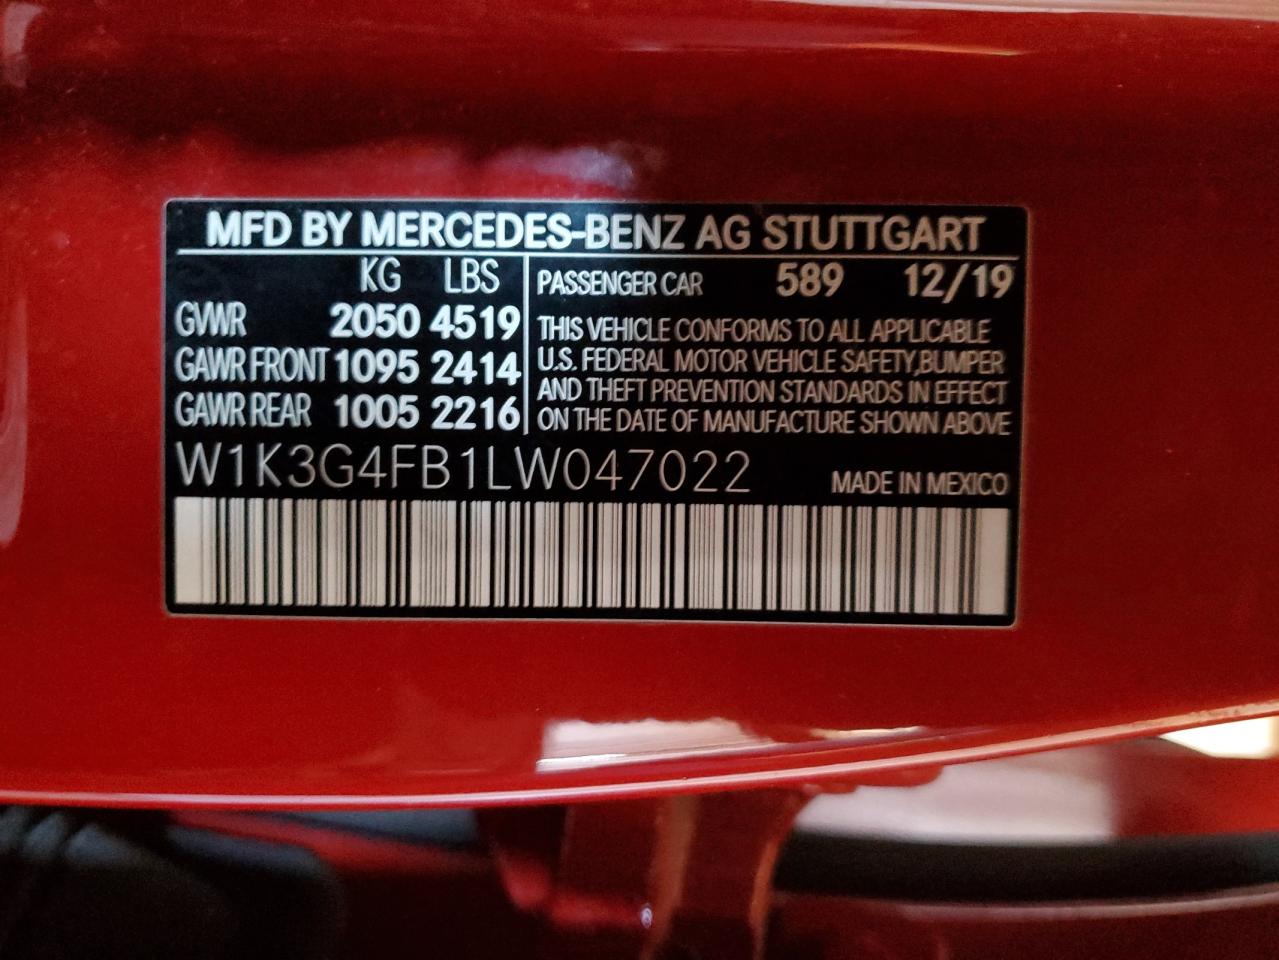 MFD BY MERCEDES-BENZ AG STUTTGART
KG LBS
GVWR 2050 4519
GAWR FRONT 1095 2414
GAWR REAR 1005 2216
PASSENGER CAR 589 12/19
THIS VEHICLE CONFORMS TO ALL APPLICABLE
U.S. FEDERAL MOTOR VEHICLE SAFETY,BUMPER
AND THEFT PREVENTION STANDARDS IN EFFECT
ON THE DATE OF MANUFACTURE SHOWN ABOVE
W1K3G4FB1LW047022
MADE IN MEXICO